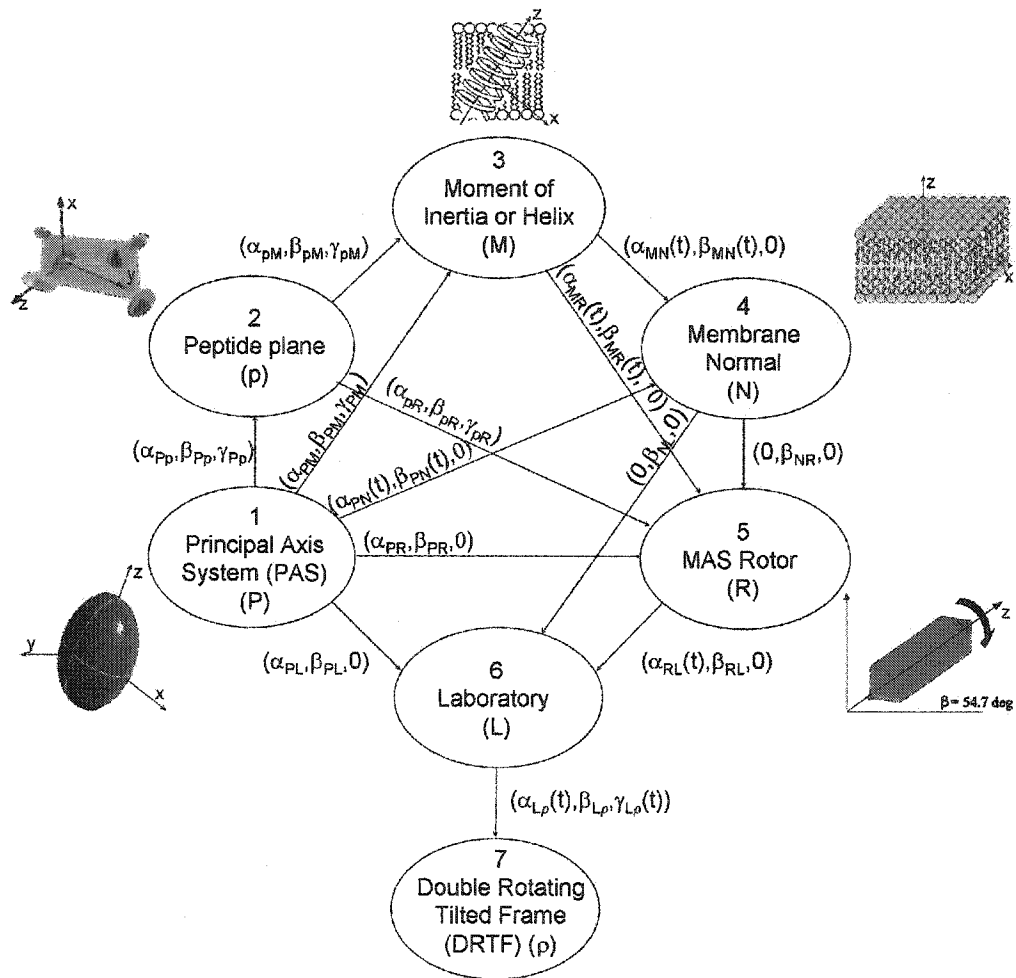 z
x
3
Moment of
Inertia or Helix
(M)
x
y
z
(α_pM,β_pM,γ_pM)
(α_MN(t),β_MN(t),0)
z
x
2
Peptide plane
(p)
4
Membrane
Normal
(N)
(α_MR(t),β_MR(t),0)
(α_pR,β_pR,γ_pR)
(α_PM,β_PM,γ_PM)
(α_Pp,β_Pp,γ_Pp)
(α_PN(t),β_PN(t),0)
(0,β_NL,0)
(0,β_NR,0)
1
Principal Axis
System (PAS)
(P)
(α_PR,β_PR,0)
5
MAS Rotor
(R)
z
y
x
(α_PL,β_PL,0)
(α_RL(t),β_RL,0)
z
β= 54.7 deg
6
Laboratory
(L)
(α_Lρ(t),β_Lρ,γ_Lρ(t))
7
Double Rotating
Tilted Frame
(DRTF) (ρ)